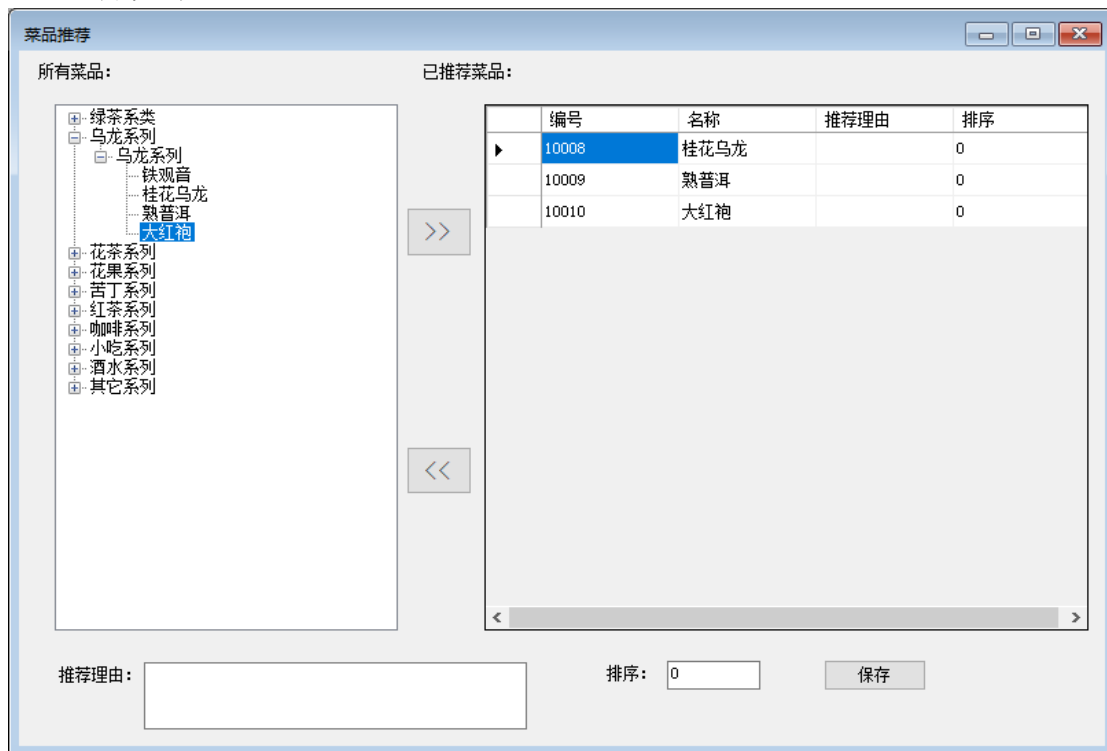 菜品推荐
所有菜品：
已推荐菜品：
绿茶系类
乌龙系列
乌龙系列
铁观音
桂花乌龙
熟普洱
大红袍
花茶系列
花果系列
苦丁系列
红茶系列
咖啡系列
小吃系列
酒水系列
其它系列
>>
<<
编号 名称 推荐理由 排序
10008 桂花乌龙 0
10009 熟普洱 0
10010 大红袍 0
推荐理由：
排序： 0 保存